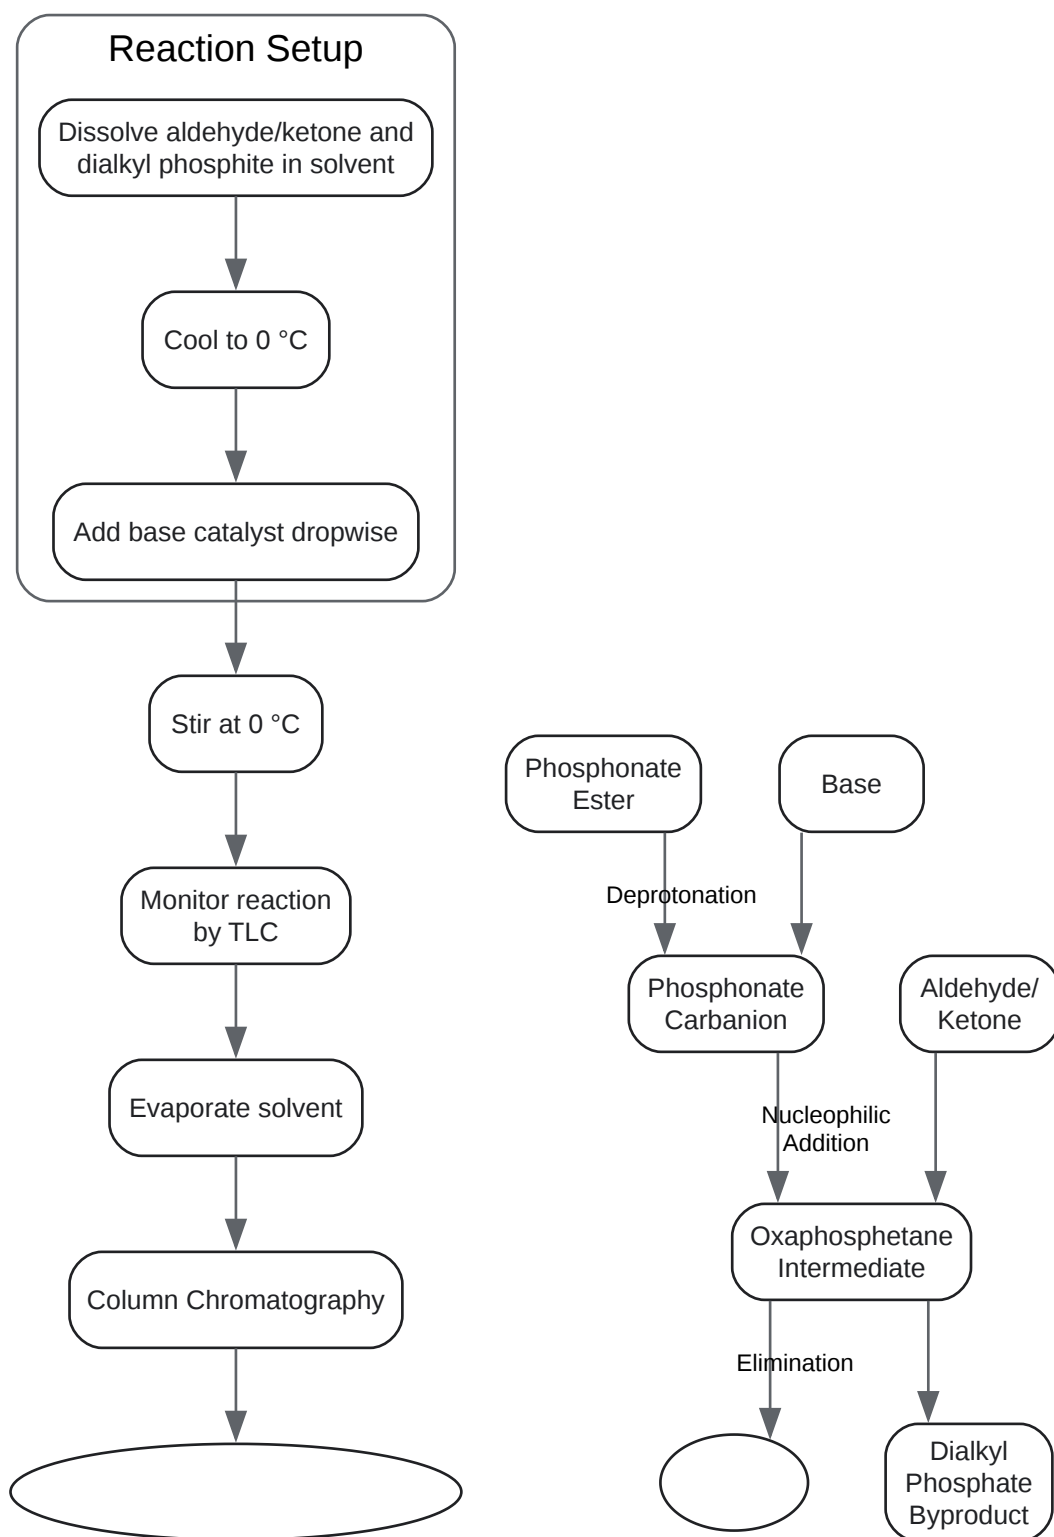 Reaction Setup
Dissolve aldehyde/ketone and
dialkyl phosphite in solvent
Cool to 0 °C
Add base catalyst dropwise
Stir at 0 °C
Monitor reaction
by TLC
Evaporate solvent
Column Chromatography
Phosphonate
Ester
Base
Deprotonation
Phosphonate
Carbanion
Aldehyde/
Ketone
Nucleophilic
Addition
Oxaphosphetane
Intermediate
Elimination
Dialkyl
Phosphate
Byproduct